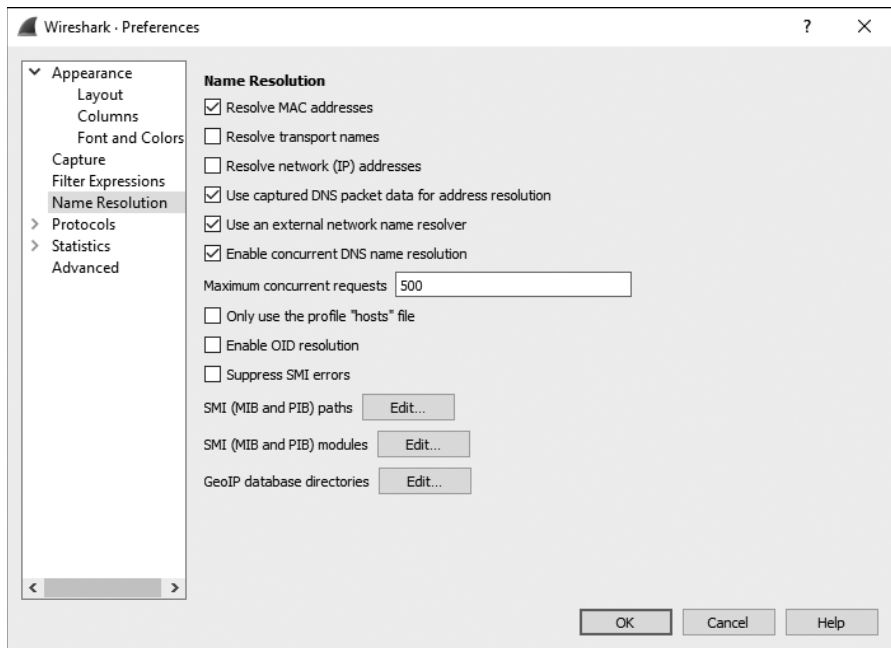 Wireshark · Preferences
Appearance
Layout
Columns
Font and Colors
Capture
Filter Expressions
Name Resolution
Protocols
Statistics
Advanced
Name Resolution
Resolve MAC addresses
Resolve transport names
Resolve network (IP) addresses
Use captured DNS packet data for address resolution
Use an external network name resolver
Enable concurrent DNS name resolution
Maximum concurrent requests 500
Only use the profile "hosts" file
Enable OID resolution
Suppress SMI errors
SMI (MIB and PIB) paths Edit...
SMI (MIB and PIB) modules Edit...
GeoIP database directories Edit...
OK Cancel Help